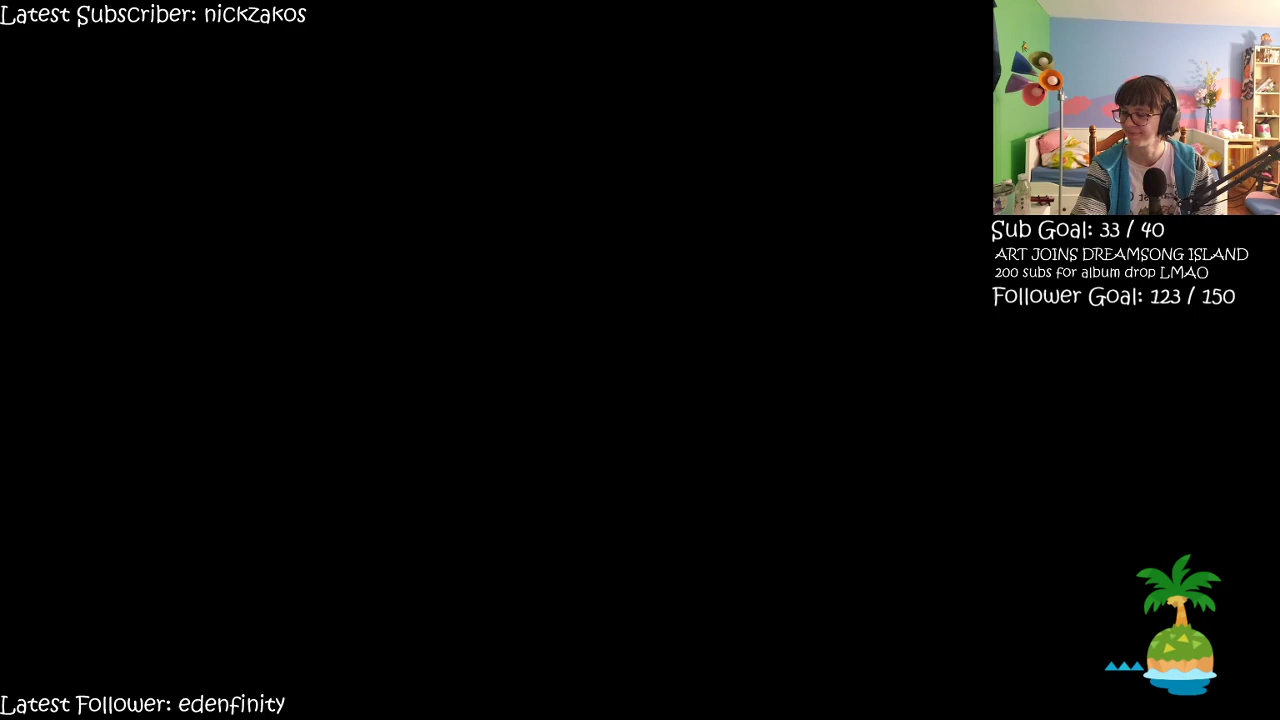 Latest Subscriber: nickzakos
Sub Goal: 33 / 40
ART JOINS DREAMSONG ISLAND
200 subs for album drop LMAO
Follower Goal: 123 / 150
Latest Follower: edenfinity